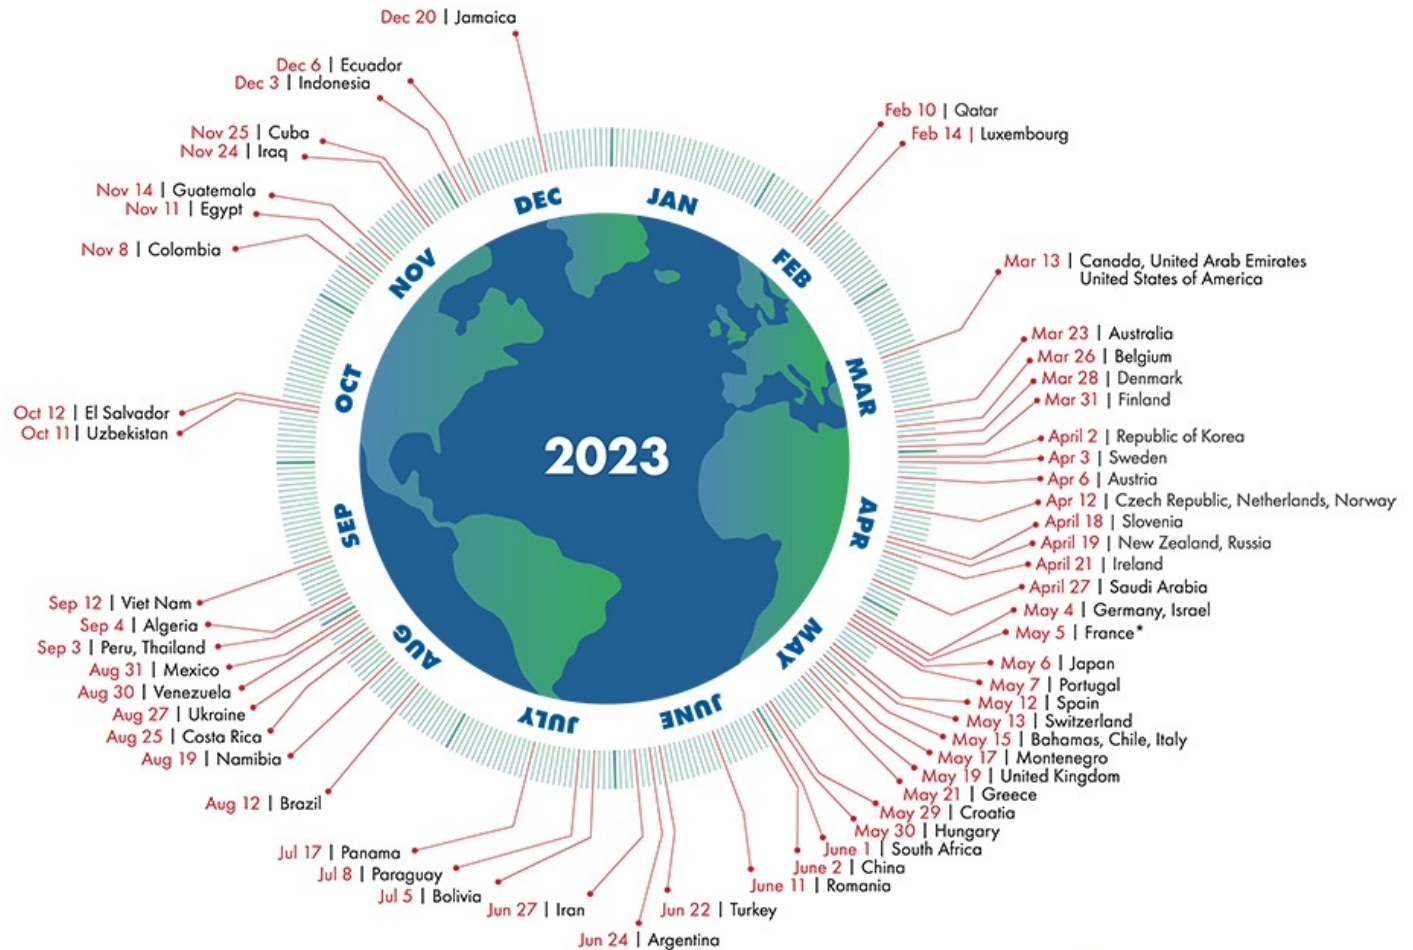 Dec 20 | Jamaica
Dec 6 | Ecuador
Dec 3 | Indonesia
Nov 25 | Cuba
Nov 24 | Iraq
Nov 14 | Guatemala
Nov 11 | Egypt
Nov 8 | Colombia
Oct 12 | El Salvador
Oct 11 | Uzbekistan
Sep 12 | Viet Nam
Sep 4 | Algeria
Sep 3 | Peru, Thailand
Aug 31 | Mexico
Aug 30 | Venezuela
Aug 27 | Ukraine
Aug 25 | Costa Rica
Aug 19 | Namibia
Aug 12 | Brazil
Jul 17 | Panama
Jul 8 | Paraguay
Jul 5 | Bolivia
Jun 27 | Iran
Jun 24 | Argentina
Jun 22 | Turkey
Feb 10 | Qatar
Feb 14 | Luxembourg
Mar 13 | Canada, United Arab Emirates
United States of America
Mar 23 | Australia
Mar 26 | Belgium
Mar 28 | Denmark
Mar 31 | Finland
April 2 | Republic of Korea
Apr 3 | Sweden
Apr 6 | Austria
Apr 12 | Czech Republic, Netherlands, Norway
April 18 | Slovenia
April 19 | New Zealand, Russia
April 21 | Ireland
April 27 | Saudi Arabia
May 4 | Germany, Israel
May 5 | France*
May 6 | Japan
May 7 | Portugal
May 12 | Spain
May 13 | Switzerland
May 15 | Bahamas, Chile, Italy
May 17 | Montenegro
May 19 | United Kingdom
May 21 | Greece
May 29 | Croatia
May 30 | Hungary
June 1 | South Africa
June 2 | China
June 11 | Romania
JAN
FEB
MAR
APR
MAY
JUNE
JULY
AUG
SEP
OCT
NOV
DEC
2023